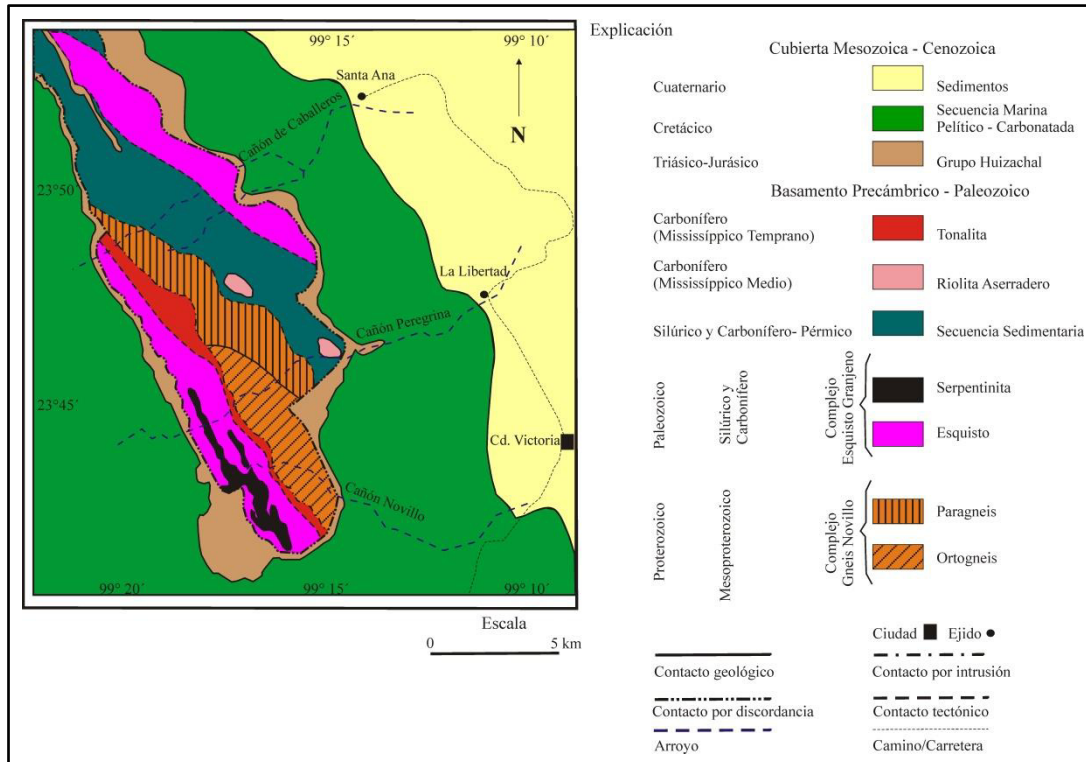 99° 15´
99° 10´
Santa Ana
N
Cañón de Caballeros
23°50´
La Libertad
Cañón Peregrina
23°45´
Cd. Victoria
Cañón Novillo
99° 20´
99° 15´
99° 10´
Escala
0
5 km
Explicación
Cubierta Mesozoica - Cenozoica
Cuaternario
Sedimentos
Cretácico
Secuencia Marina
Pelítico - Carbonatada
Triásico-Jurásico
Grupo Huizachal
Basamento Precámbrico - Paleozoico
Carbonífero
(Mississíppico Temprano)
Tonalita
Carbonífero
(Mississíppico Medio)
Riolita Aserradero
Silúrico y Carbonífero- Pérmico
Secuencia Sedimentaria
Paleozoico
Silúrico y
Carbonífero
Complejo
Esquisto Granjeno
Serpentinita
Esquisto
Proterozoico
Mesoproterozoico
Complejo
Gneis Novillo
Paragneis
Ortogneis
Ciudad
Ejido
Contacto geológico
Contacto por intrusión
Contacto por discordancia
Contacto tectónico
Arroyo
Camino/Carretera